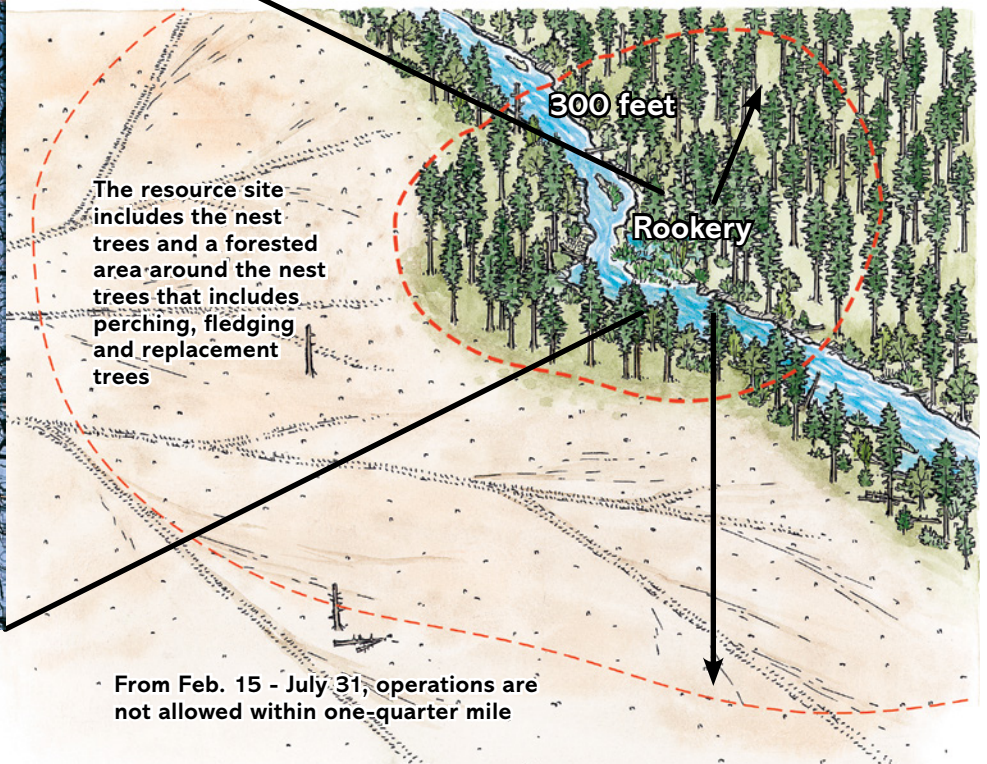 300 feet
Rookery
The resource site
includes the nest
trees and a forested
area around the nest
trees that includes
perching, fledging
and replacement
trees
From Feb. 15 - July 31, operations are
not allowed within one-quarter mile